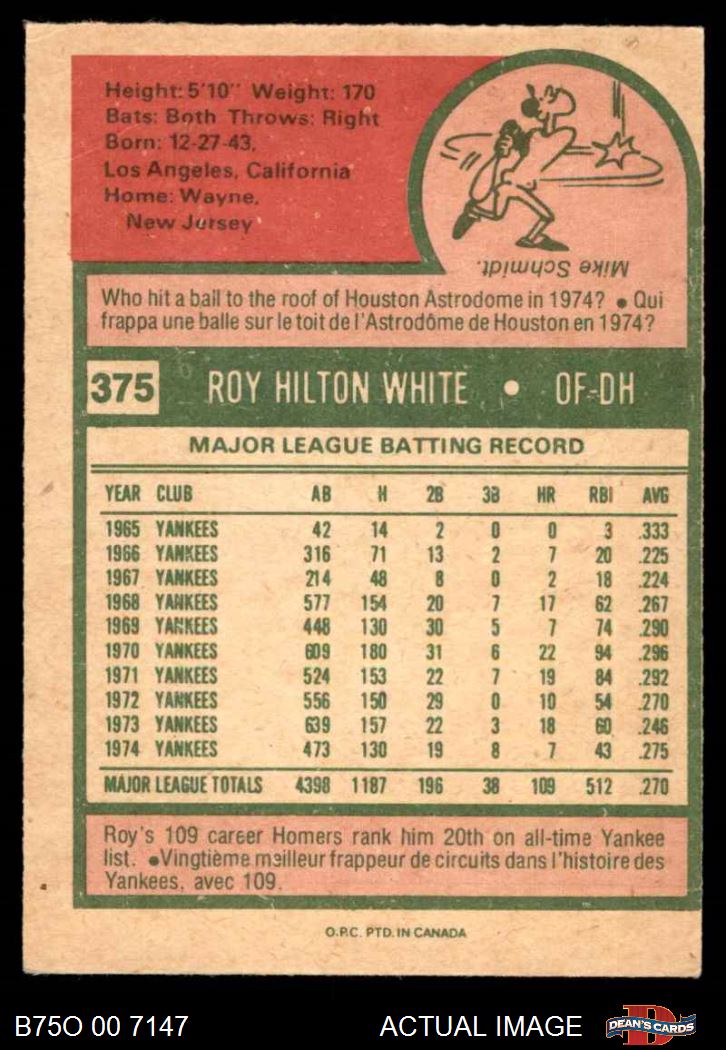 Height: 5'10" Weight: 170
Bats: Both Throws: Right
Born: 12-27-43,
Los Angeles, California
Home: Wayne,
New Jersey
Mike Schmidt.
Who hit a ball to the roof of Houston Astrodome in 1974? ● Qui
frappa une balle sur le toit de l'Astrodôme de Houston en 1974?
375 ROY HILTON WHITE • OF-DH
MAJOR LEAGUE BATTING RECORD
YEAR CLUB AB H 2B 3B HR RBI AVG
1965 YANKEES 42 14 2 0 0 3 .333
1966 YANKEES 316 71 13 2 7 20 .225
1967 YANKEES 214 48 8 0 2 18 .224
1968 YANKEES 577 154 20 7 17 62 .267
1969 YANKEES 448 130 30 5 7 74 .290
1970 YANKEES 609 180 31 6 22 94 .296
1971 YANKEES 524 153 22 7 19 84 .292
1972 YANKEES 556 150 29 0 10 54 .270
1973 YANKEES 639 157 22 3 18 60 .246
1974 YANKEES 473 130 19 8 7 43 .275
MAJOR LEAGUE TOTALS 4398 1187 196 38 109 512 .270
Roy's 109 career Homers rank him 20th on all-time Yankee
list. ●Vingtième meilleur frappeur de circuits dans l'histoire des
Yankees, avec 109.
O.P.C. PTD. IN CANADA
B75O 00 7147 ACTUAL IMAGE DEAN'S CARDS